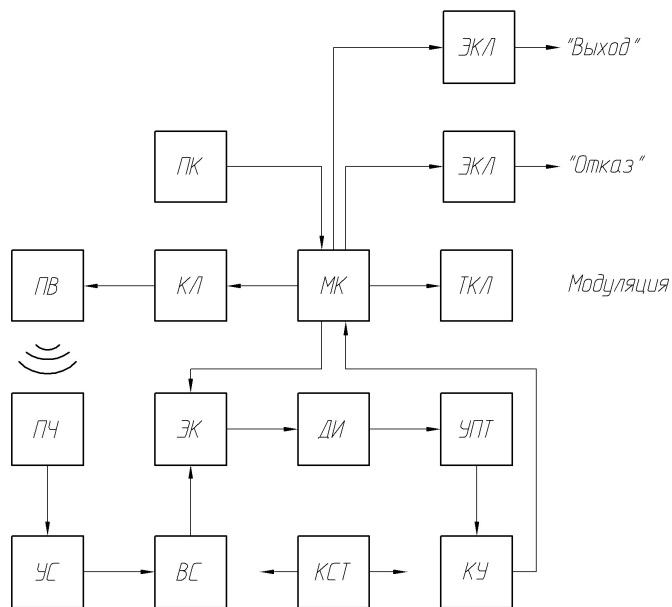 ЭКЛ "Выход"
ПК ЭКЛ "Отказ"
ПВ КЛ МК ТКЛ Модуляция
ПЧ ЭК ДИ УПТ
УС ВС КСТ КУ